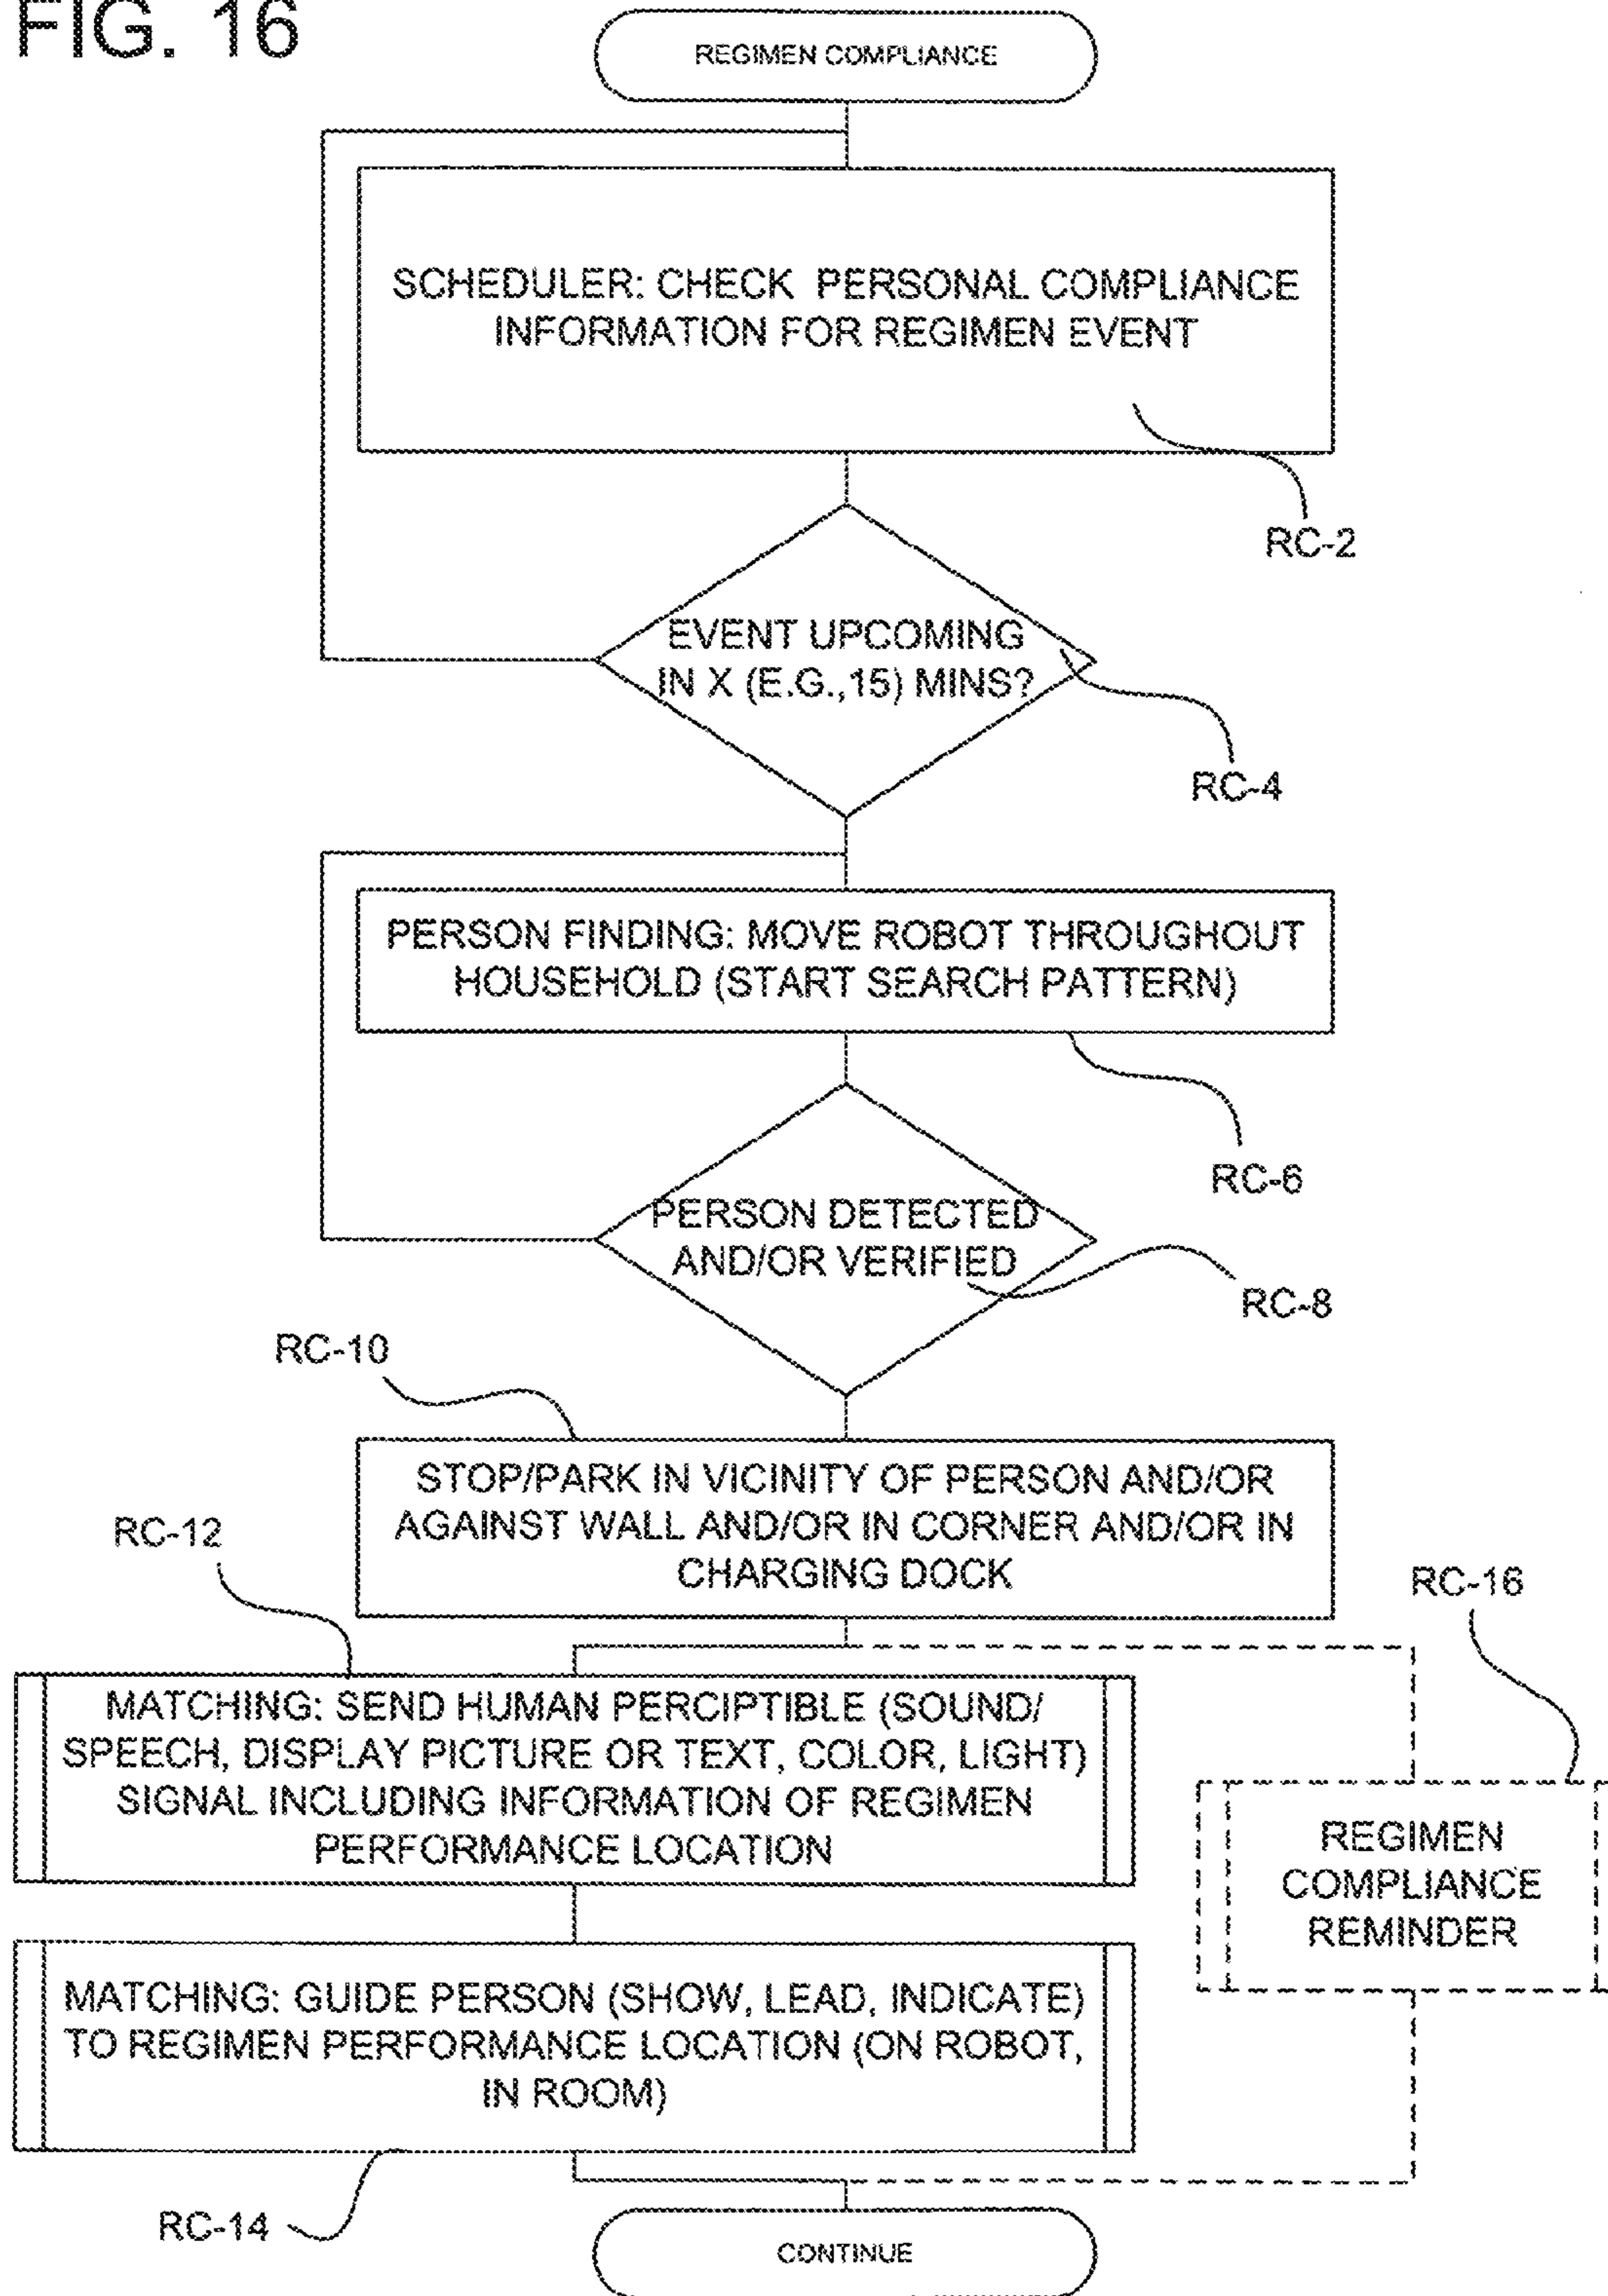 FIG. 16
REGIMEN COMPLIANCE
SCHEDULER: CHECK PERSONAL COMPLIANCE
INFORMATION FOR REGIMEN EVENT
RC-2
EVENT UPCOMING
IN X (E.G.,15) MINS?
RC-4
PERSON FINDING: MOVE ROBOT THROUGHOUT
HOUSEHOLD (START SEARCH PATTERN)
RC-6
PERSON DETECTED
AND/OR VERIFIED
RC-8
RC-10
STOP/PARK IN VICINITY OF PERSON AND/OR
AGAINST WALL AND/OR IN CORNER AND/OR IN
CHARGING DOCK
RC-12
RC-16
MATCHING: SEND HUMAN PERCIPTIBLE (SOUND/
SPEECH, DISPLAY PICTURE OR TEXT, COLOR, LIGHT)
SIGNAL INCLUDING INFORMATION OF REGIMEN
PERFORMANCE LOCATION
REGIMEN
COMPLIANCE
REMINDER
MATCHING: GUIDE PERSON (SHOW, LEAD, INDICATE)
TO REGIMEN PERFORMANCE LOCATION (ON ROBOT,
IN ROOM)
RC-14
CONTINUE